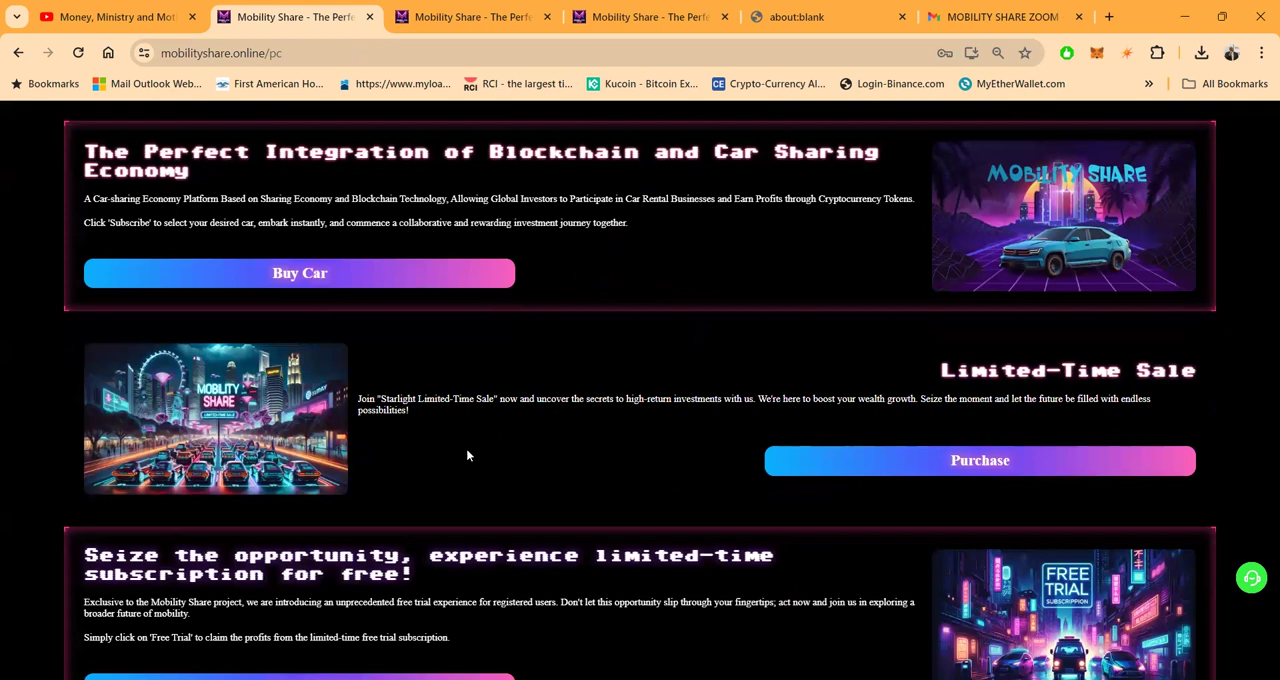 Money, Ministry and Mot
Mobility Share - The Perfe
Mobility Share - The Perfe
Mobility Share - The Perfe
about:blank
MOBILITY SHARE ZOOM
mobilityshare.online/pc
Bookmarks
Mail Outlook Web...
First American Ho...
https://www.myloa...
RCI
RCI - the largest ti...
Kucoin - Bitcoin Ex...
CE
Crypto-Currency Al...
Login-Binance.com
MyEtherWallet.com
»
All Bookmarks
The Perfect Integration of Blockchain and Car Sharing
Economy
A Car-sharing Economy Platform Based on Sharing Economy and Blockchain Technology, Allowing Global Investors to Participate in Car Rental Businesses and Earn Profits through Cryptocurrency Tokens.
Click 'Subscribe' to select your desired car, embark instantly, and commence a collaborative and rewarding investment journey together.
Buy Car
MOBILITY SHARE
MOBILITY
SHARE
LIMITED-TIME SALE
Limited-Time Sale
Join "Starlight Limited-Time Sale" now and uncover the secrets to high-return investments with us. We're here to boost your wealth growth. Seize the moment and let the future be filled with endless
possibilities!
Purchase
Seize the opportunity, experience limited-time
subscription for free!
Exclusive to the Mobility Share project, we are introducing an unprecedented free trial experience for registered users. Don't let this opportunity slip through your fingertips; act now and join us in exploring a
broader future of mobility.
Simply click on 'Free Trial' to claim the profits from the limited-time free trial subscription.
FREE
TRIAL
SUBSCRIPTION